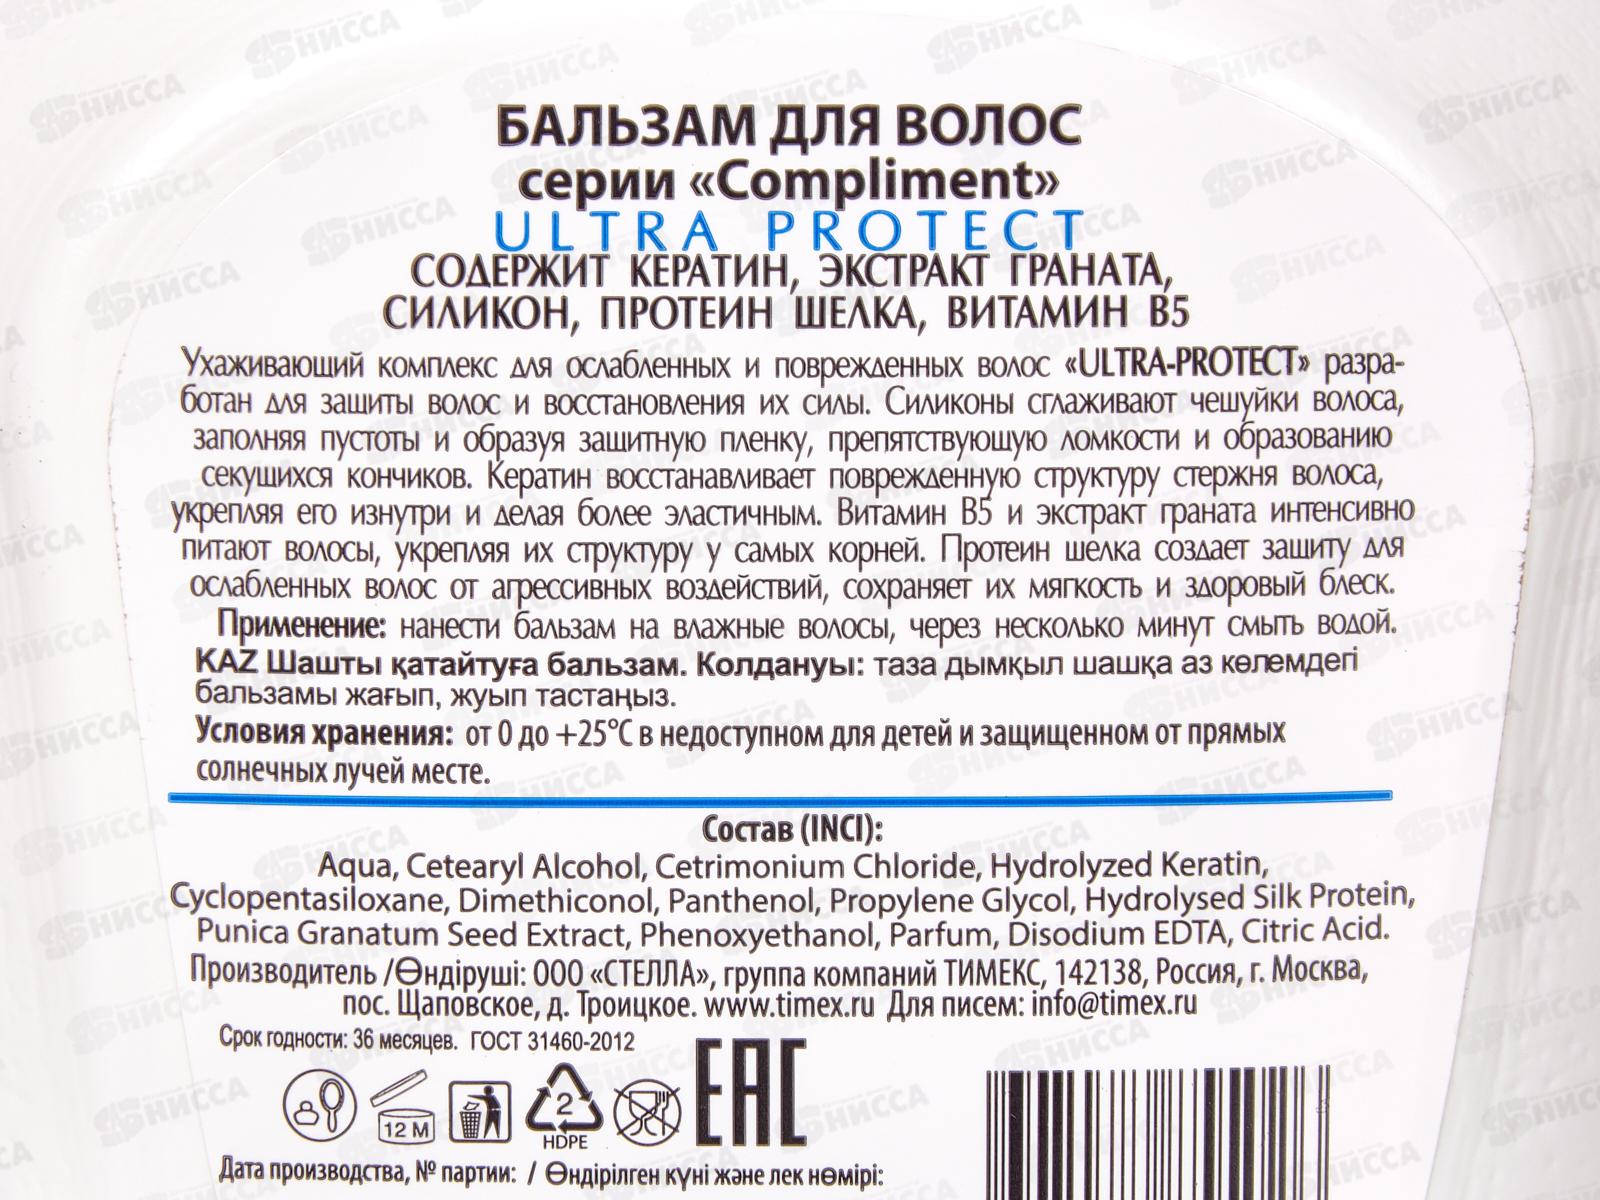 БАЛЬЗАМ ДЛЯ ВОЛОС
серии «Compliment»
ULTRA PROTECT
СОДЕРЖИТ КЕРАТИН, ЭКСТРАКТ ГРАНАТА,
СИЛИКОН, ПРОТЕИН ШЕЛКА, ВИТАМИН В5
Ухаживающий комплекс для ослабленных и поврежденных волос «ULTRA-PROTECT» разра-
ботан для защиты волос и восстановления их силы. Силиконы сглаживают чешуйки волоса,
заполняя пустоты и образуя защитную пленку, препятствующую ломкости и образованию
секущихся кончиков. Кератин восстанавливает поврежденную структуру стержня волоса,
укрепляя его изнутри и делая более эластичным. Витамин В5 и экстракт граната интенсивно
питают волосы, укрепляя их структуру у самых корней. Протеин шелка создает защиту для
ослабленных волос от агрессивных воздействий, сохраняет их мягкость и здоровый блеск.
Применение: нанести бальзам на влажные волосы, через несколько минут смыть водой.
KAZ Шашты қатайтуға бальзам. Колдануы: таза дымқыл шашқа аз көлемдегі
бальзамы жағып, жуып тастаңыз.
Условия хранения: от 0 до +25°С в недоступном для детей и защищенном от прямых
солнечных лучей месте.
Состав (INCI):
Aqua, Cetearyl Alcohol, Cetrimonium Chloride, Hydrolyzed Keratin,
Cyclopentasiloxane, Dimethiconol, Panthenol, Propylene Glycol, Hydrolysed Silk Protein,
Punica Granatum Seed Extract, Phenoxyethanol, Parfum, Disodium EDTA, Citric Acid.
Производитель /Өндіруші: ООО «СТЕЛЛА», группа компаний ТИМЕКС, 142138, Россия, г. Москва,
пос. Щаповское, д. Троицкое. www.timex.ru Для писем: info@timex.ru
Срок годности: 36 месяцев. ГОСТ 31460-2012
12 M
2
HDPE
EAC
Дата производства, № партии: / Өндірілген күні және лек нөмірі:
НИССА